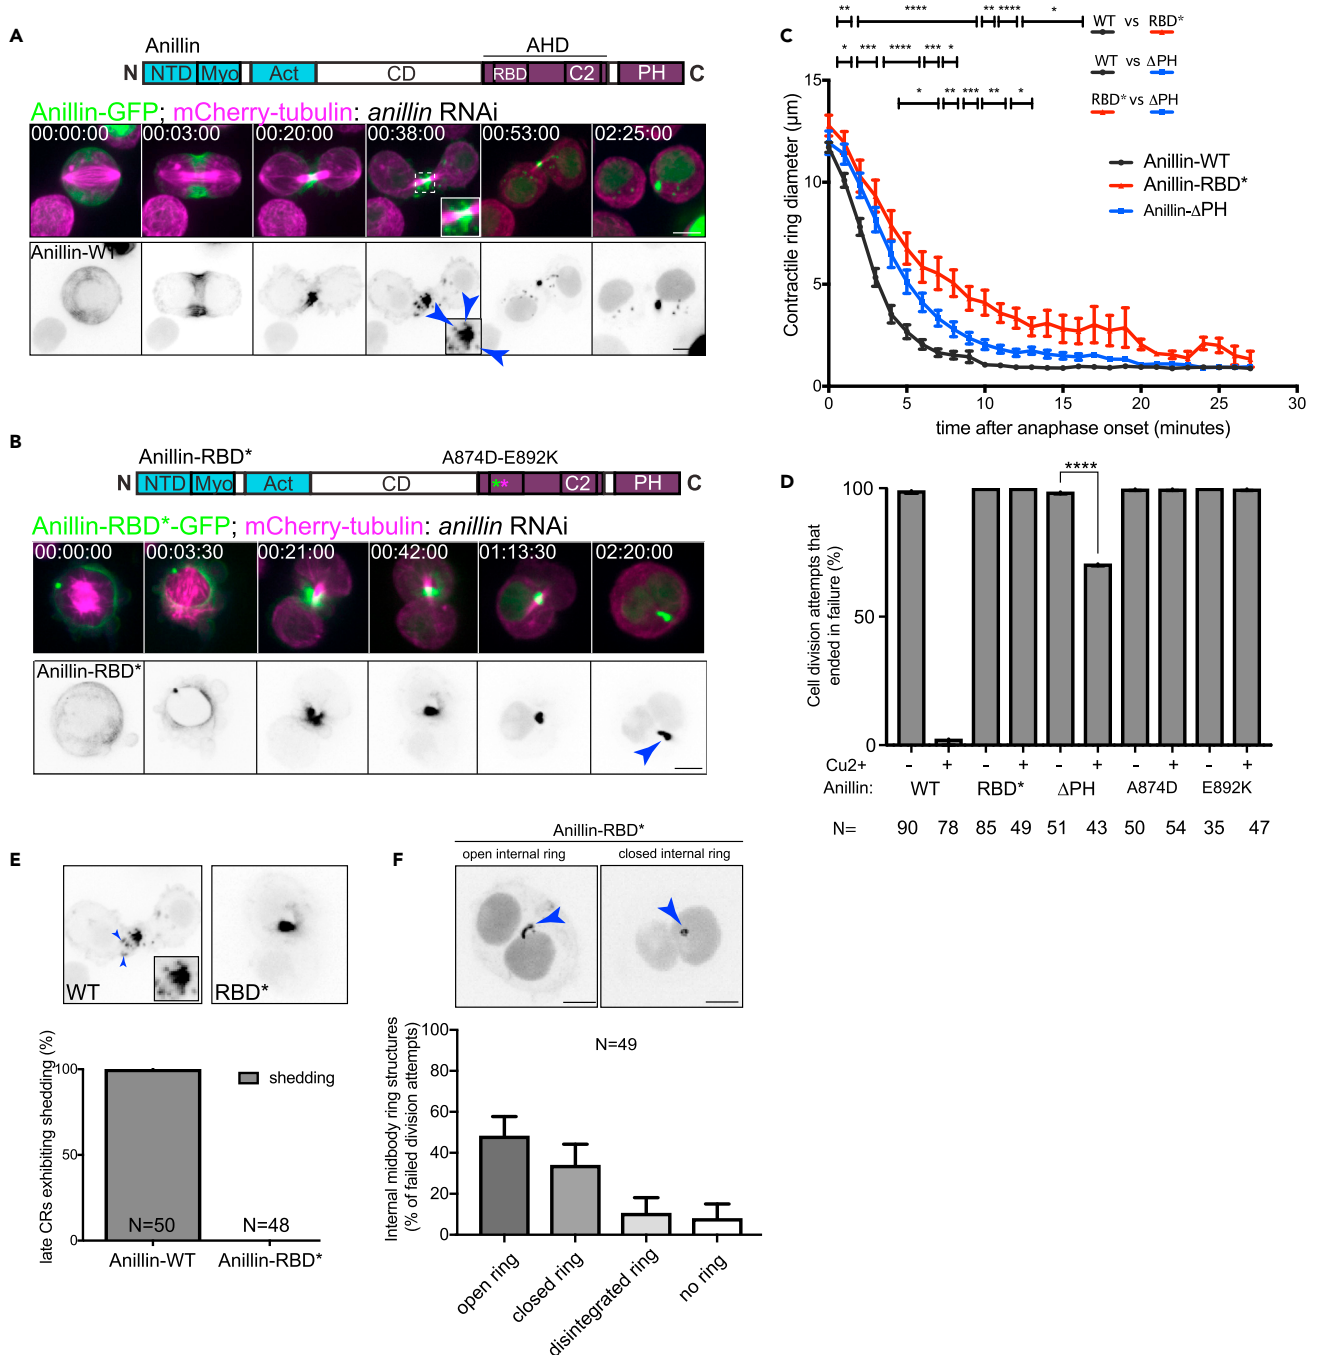 A
Anillin
AHD
N
NTD
Myo
Act
CD
RBD
C2
PH
C
Anillin-GFP; mCherry-tubulin: anillin RNAi
00:00:00
00:03:00
00:20:00
00:38:00
00:53:00
02:25:00
Anillin-WT
B
Anillin-RBD*
A874D-E892K
N
NTD
Myo
Act
CD
**
C2
PH
C
Anillin-RBD*-GFP; mCherry-tubulin: anillin RNAi
00:00:00
00:03:30
00:21:00
00:42:00
01:13:30
02:20:00
Anillin-RBD*
C
** **** ** **** *
WT vs RBD*
* *** **** *** *
WT vs ΔPH
* ** *** ** *
RBD* vs ΔPH
Contractile ring diameter (µm)
15
10
5
0
Anillin-WT
Anillin-RBD*
Anillin-ΔPH
0 5 10 15 20 25 30
time after anaphase onset (minutes)
D
****
Cell division attempts that
ended in failure (%)
100
50
0
Cu2+ - + - + - + - + - +
Anillin: WT RBD* ΔPH A874D E892K
N= 90 78 85 49 51 43 50 54 35 47
E
WT
RBD*
late CRs exhibiting shedding (%)
100
50
0
shedding
N=50
N=48
Anillin-WT
Anillin-RBD*
F
Anillin-RBD*
open internal ring
closed internal ring
Internal midbody ring structures
(% of failed division attempts)
100
80
60
40
20
0
N=49
open ring
closed ring
disintegrated ring
no ring